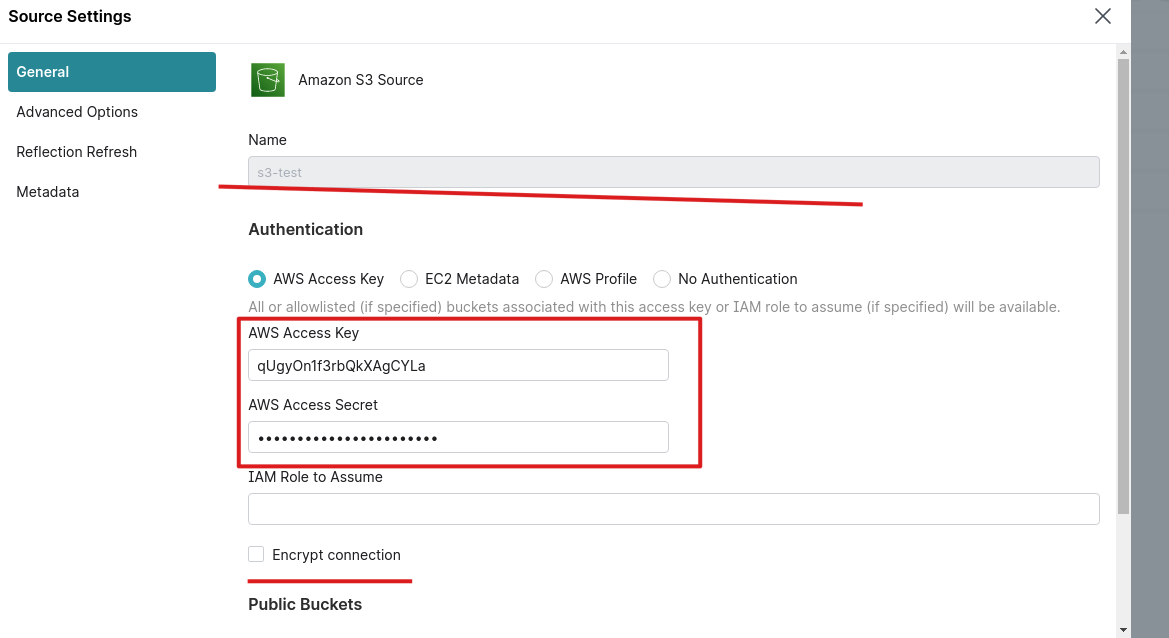 Source Settings
General
Advanced Options
Reflection Refresh
Metadata
Amazon S3 Source
Name
s3-test
Authentication
AWS Access Key EC2 Metadata AWS Profile No Authentication
All or allowlisted (if specified) buckets associated with this access key or IAM role to assume (if specified) will be available.
AWS Access Key
qUgyOn1f3rbQkXAgCYLa
AWS Access Secret
•••••••••••••••••••••••
IAM Role to Assume
Encrypt connection
Public Buckets